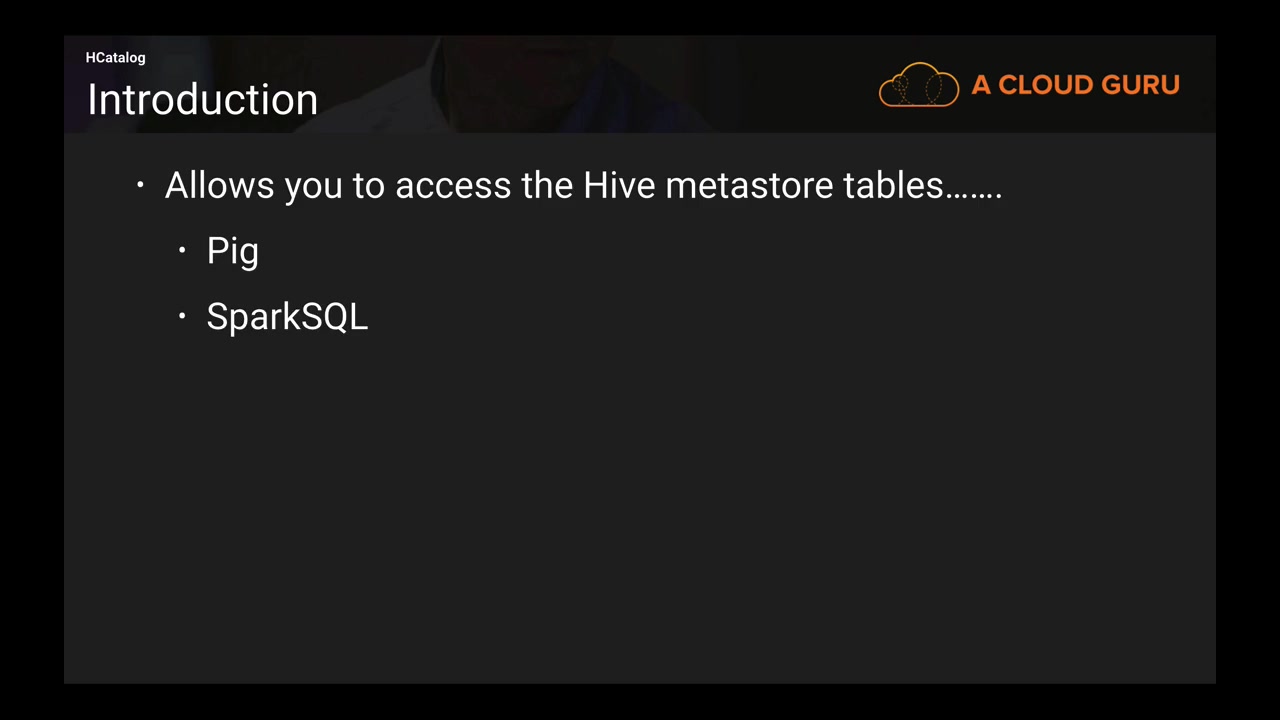 HCatalog
Introduction
A CLOUD GURU
• Allows you to access the Hive metastore tables…….
• Pig
• SparkSQL